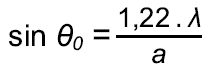 sin θ₀ = 1,22 . λ / a